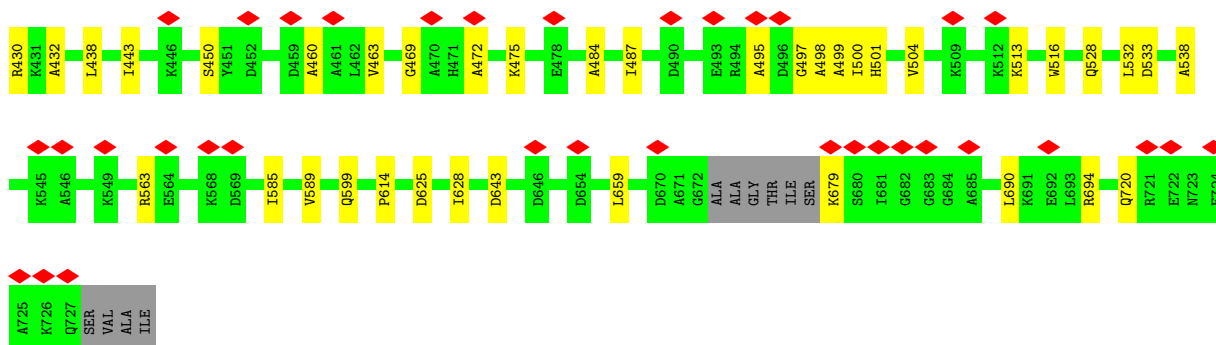 R430 K431 A432 L438 I443 K446 S450 Y451 D452 D459 A460 A461 L462 V463 G469 A470 H471 A472 K475 E478 A484 I487 D490 E493 R494 A495 D496 G497 A498 A499 I500 H501 V504 K509 K512 K513 W516 Q528 L532 D533 A538
K545 A546 K549 R563 E564 K568 D569 I585 V589 Q599 P614 D625 I628 D643 D646 D654 L659 D670 A671 G672 ALA ALA GLY THR ILE SER K679 S680 I681 G682 G683 G684 A685 L690 K691 E692 L693 R694 Q720 R721 E722 N723
A725 K726 Q727 SER VAL ALA ILE